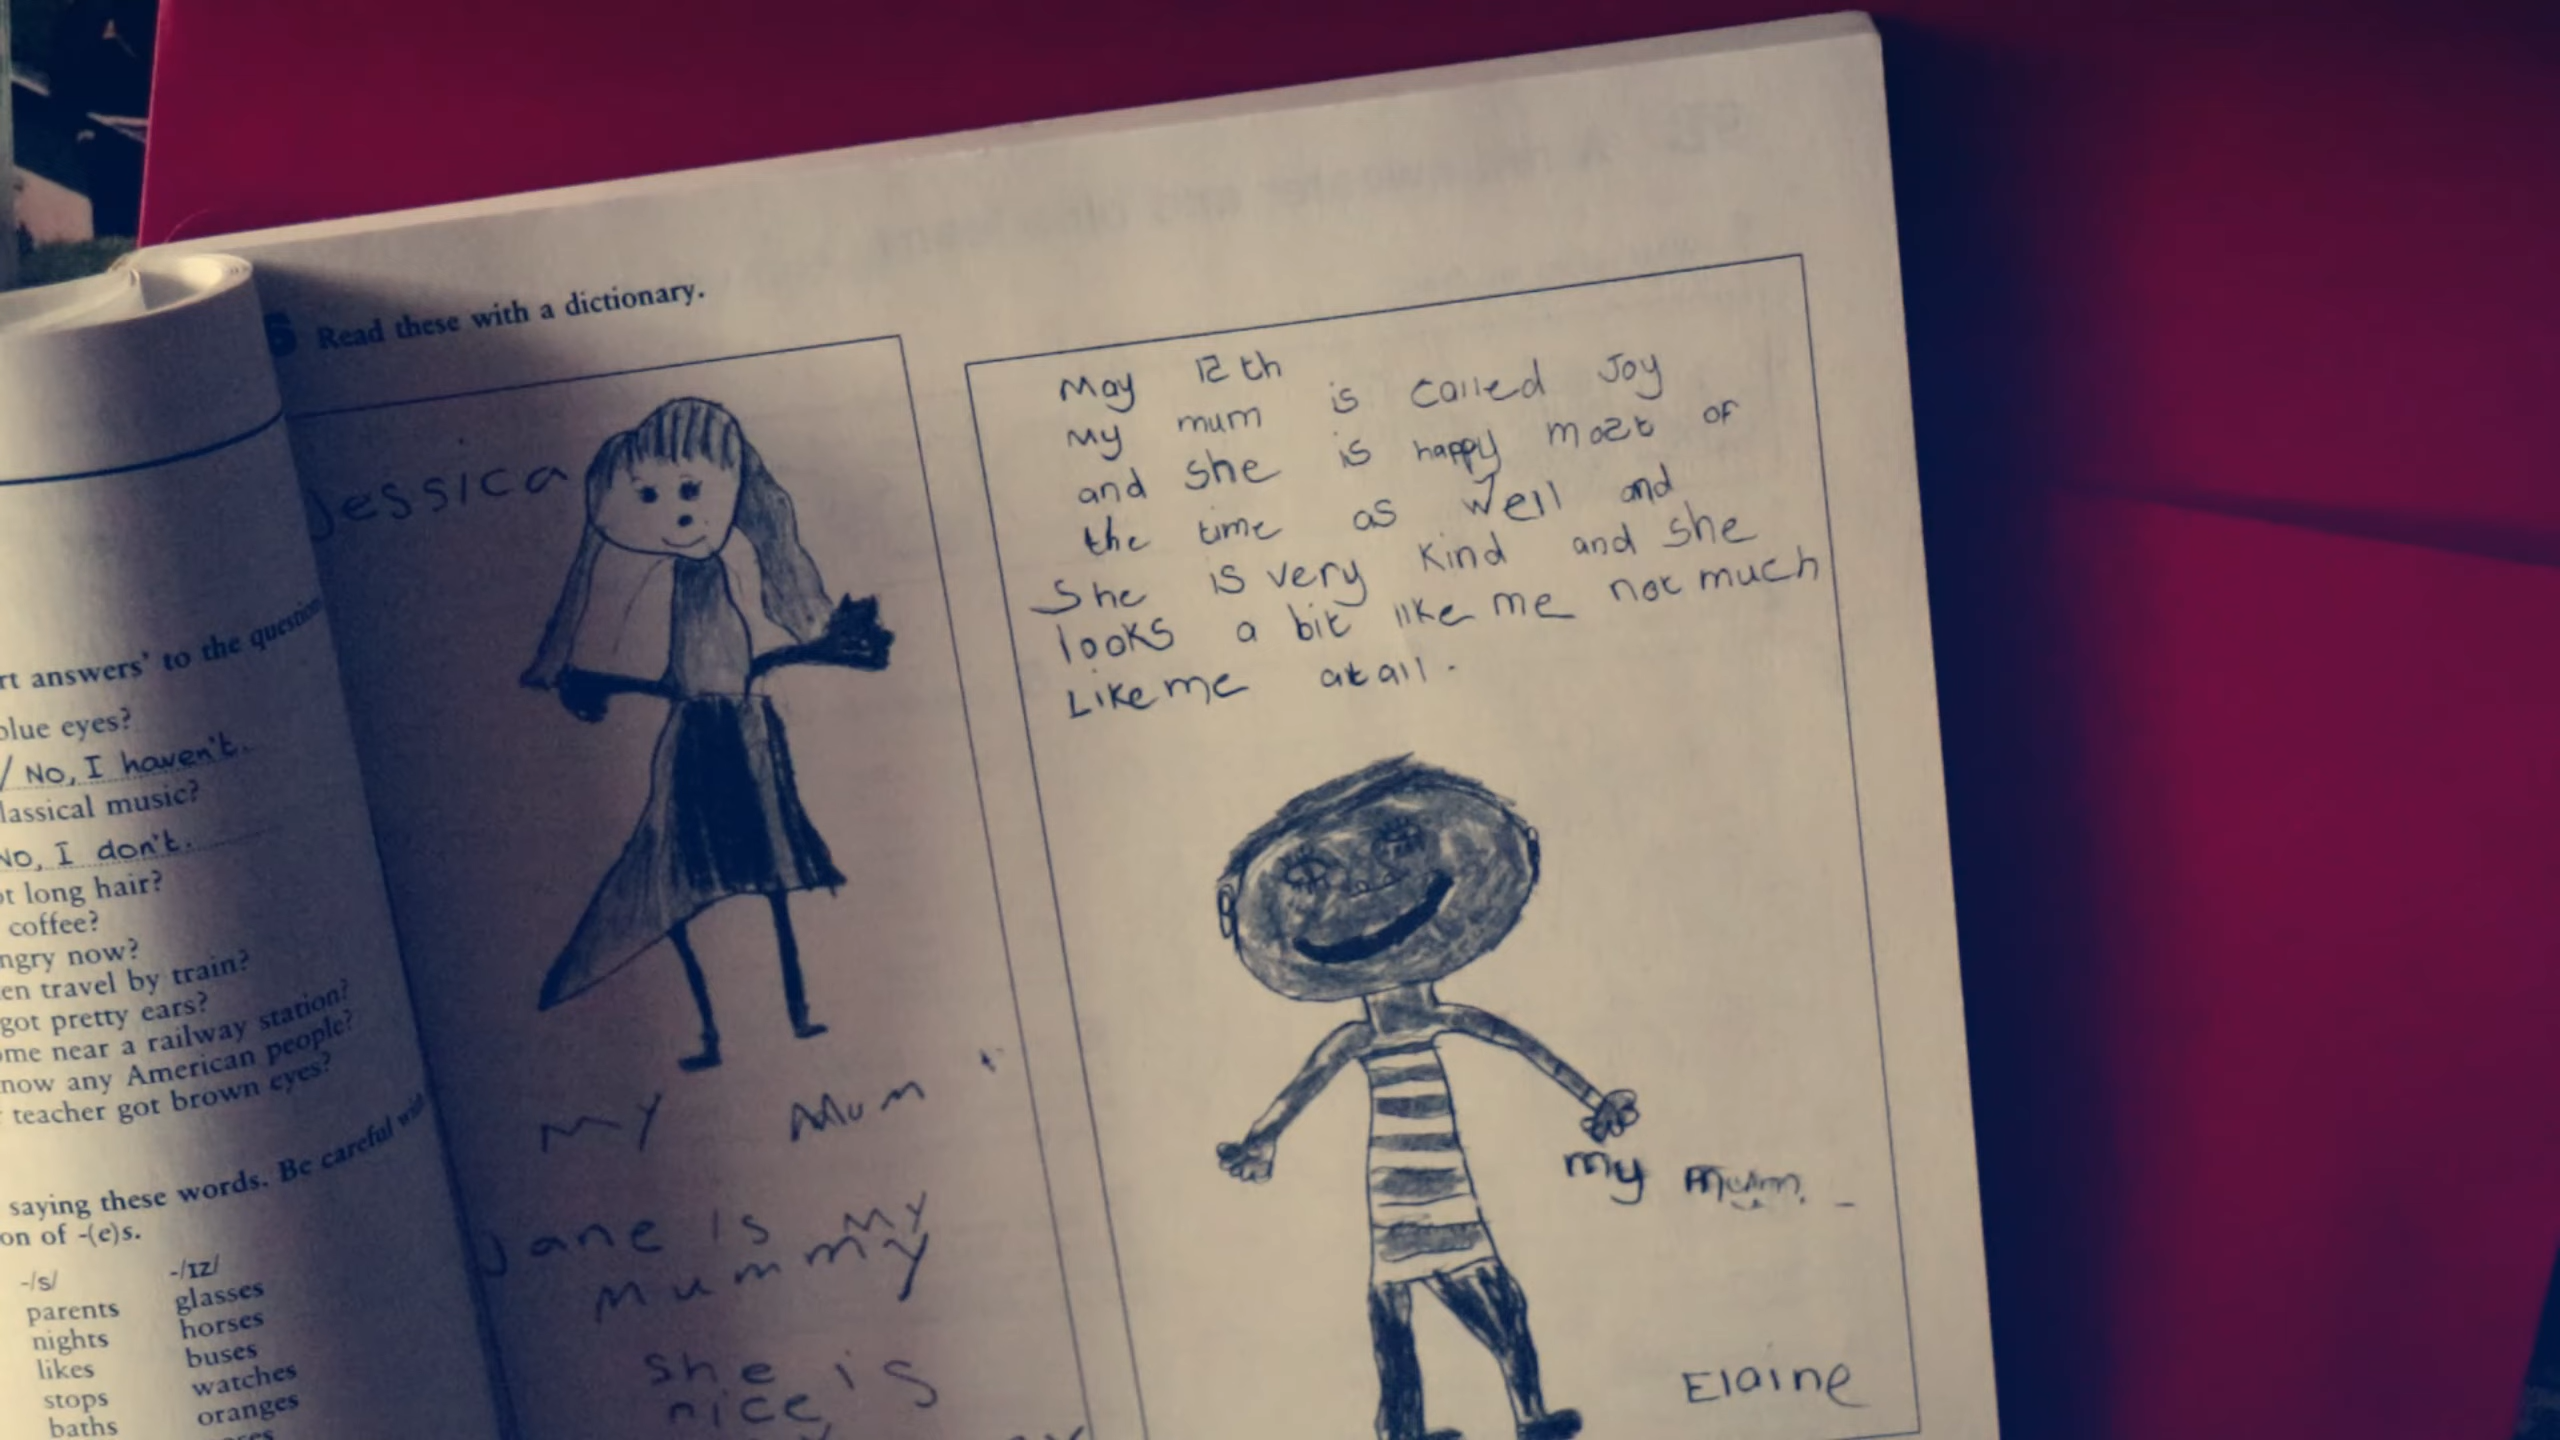 rt answers' to the question
blue eyes?
/ No, I haven't.
lassical music?
No, I don't.
ot long hair?
coffee?
ngry now?
en travel by train?
got pretty ears?
ome near a railway station?
now any American people?
teacher got brown eyes?
saying these words. Be careful with
on of -(e)s.
-/s/ -/ɪz/
parents glasses
nights horses
likes buses
stops watches
baths oranges
6 Read these with a dictionary.
Jessica
My Mum
Jane is My
Mummy
She is
nice
May 12th
My mum is called Joy
and she is happy most of
the time as well and
She is very kind and she
looks a bit like me not much
Like me at all.
my mum.
Elaine